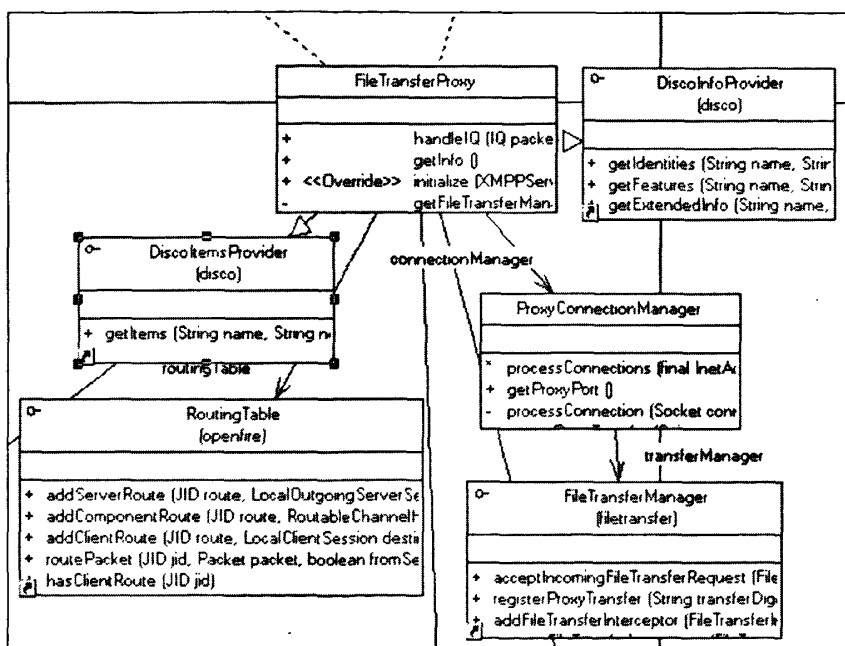 FileTransferProxy
+ handleIQ (IQ packe
+ getInfo ()
+ <<Override>> initialize (XMPPSer
- getFileTransferMan
DiscoInfoProvider
(disco)
+ getIdentities (String name, Strin
+ getFeatures (String name, Strin
getExtendedInfo (String name,
DiscoItemsProvider
(disco)
+ getItems (String name, String n
connectionManager
routingTable
ProxyConnectionManager
processConnections (final InetA
+ getProxyPort ()
- processConnection (Socket con
transferManager
RoutingTable
(openfire)
+ addServerRoute (JID route, LocalOutgoingServerSe
+ addComponentRoute (JID route, RoutableChannelH
+ addClientRoute (JID route, LocalClientSession desti
+ routePacket (JID jid, Packet packet, boolean fromSe
hasClientRoute (JID jid)
FileTransferManager
(filetransfer)
+ acceptIncomingFileTransferRequest (File
+ registerProxyTransfer (String transferDig
+ addFileTransferInterceptor (FileTransferIn